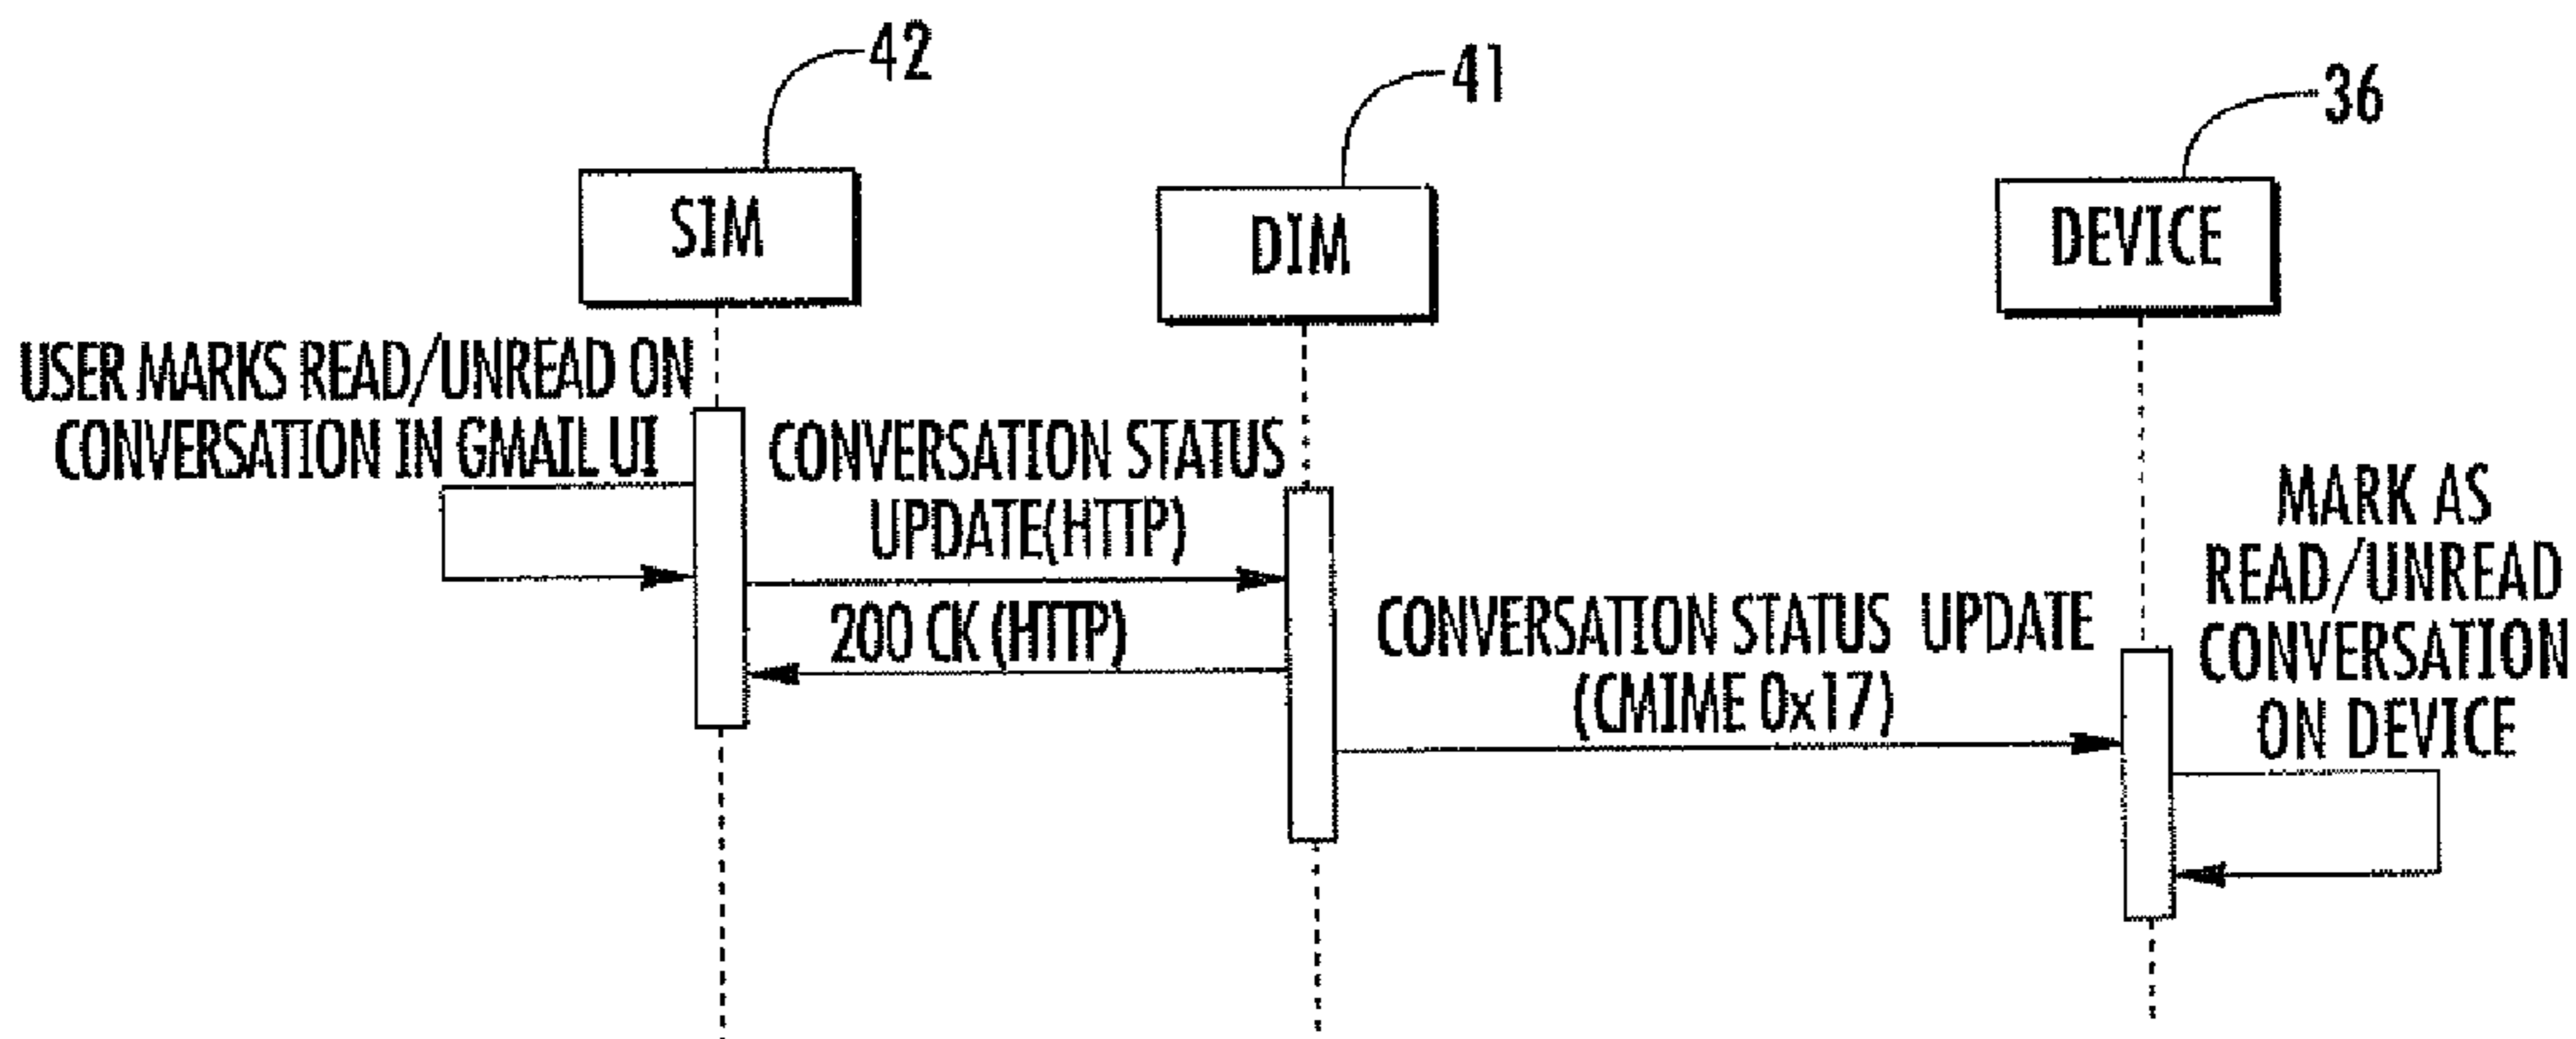 42
41
36
SIM
DIM
DEVICE
USER MARKS READ/UNREAD ON
CONVERSATION IN GMAIL UI
CONVERSATION STATUS
UPDATE(HTTP)
200 CK (HTTP)
CONVERSATION STATUS UPDATE
(CMIME 0x17)
MARK AS
READ/UNREAD
CONVERSATION
ON DEVICE